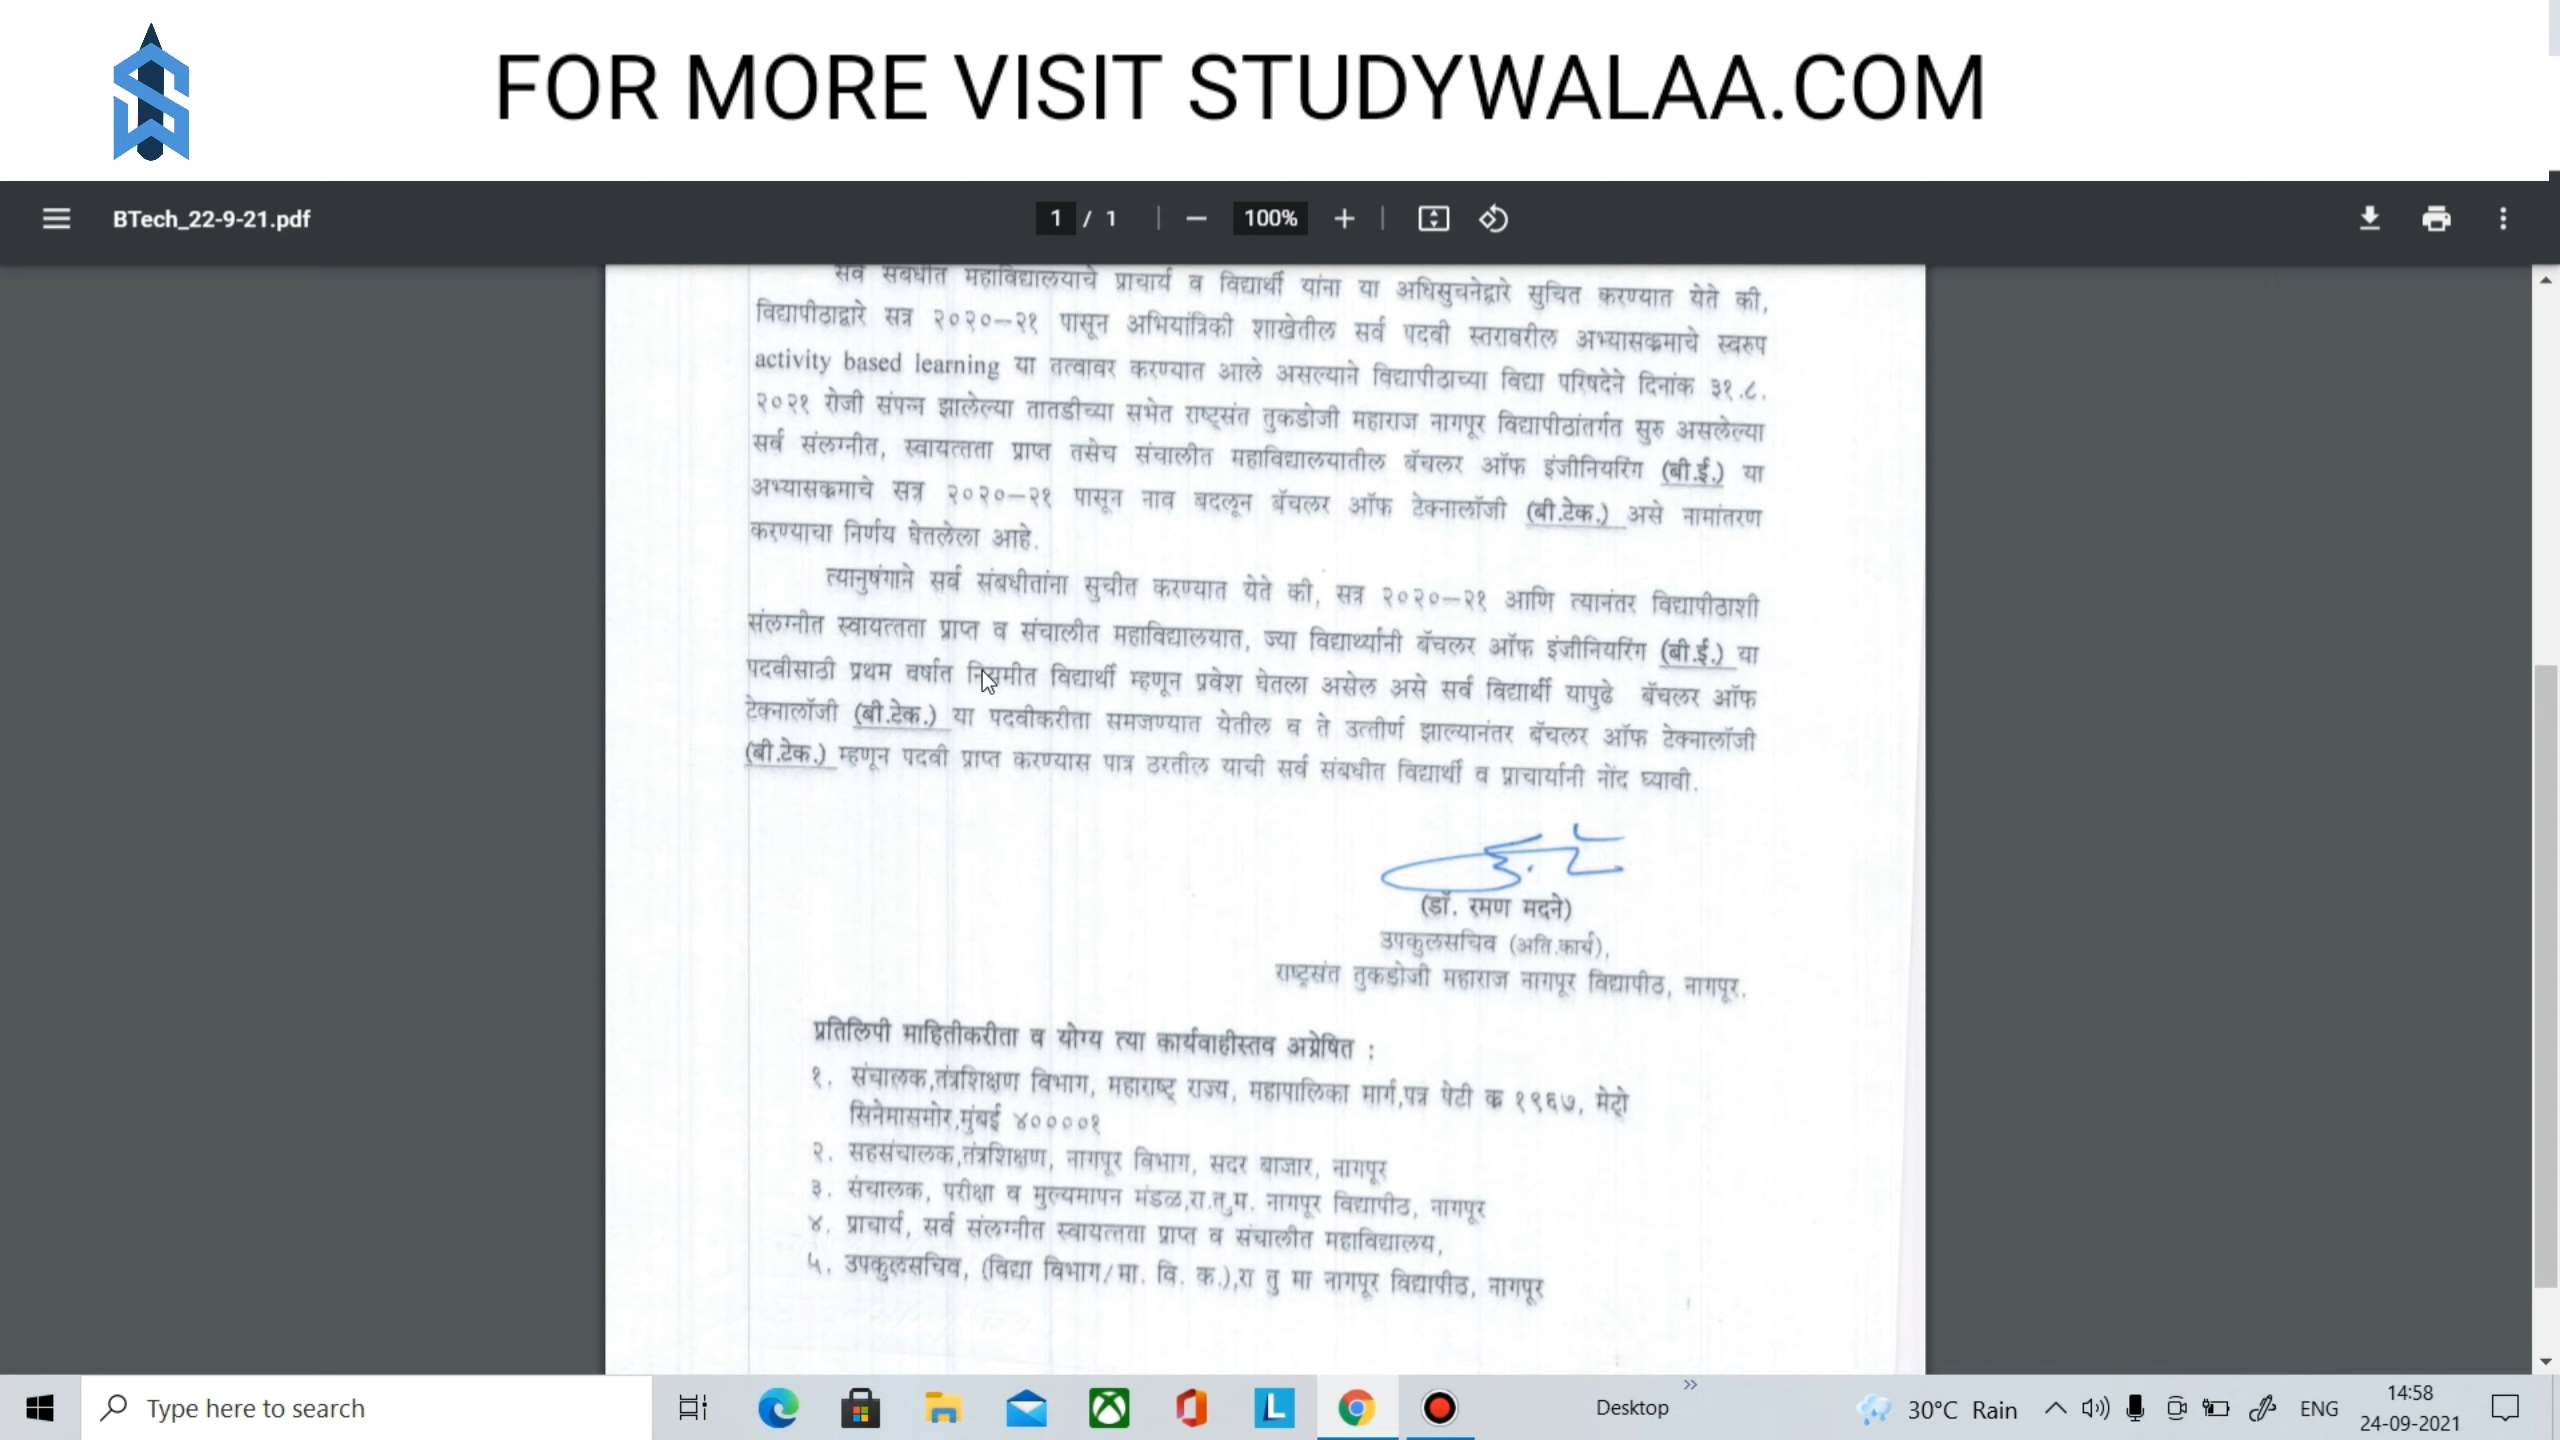 FOR MORE VISIT STUDYWALAA.COM
BTech_22-9-21.pdf
1 / 1
100%
सर्व संबधीत महाविद्यालयाचे प्राचार्य व विद्यार्थी यांना या अधिसुचनेद्वारे सुचित करण्यात येते की,
विद्यापीठाद्वारे सत्र २०२०–२१ पासून अभियांत्रिकी शाखेतील सर्व पदवी स्तरावरील अभ्यासक्रमाचे स्वरुप
activity based learning या तत्वावर करण्यात आले असल्याने विद्यापीठाच्या विद्या परिषदेने दिनांक ३१.८.
२०२१ रोजी संपन्न झालेल्या तातडीच्या सभेत राष्ट्रसंत तुकडोजी महाराज नागपूर विद्यापीठांतर्गत सुरु असलेल्या
सर्व संलग्नीत, स्वायत्तता प्राप्त तसेच संचालीत महाविद्यालयातील बॅचलर ऑफ इंजीनियरिंग (बी.ई.) या
अभ्यासक्रमाचे सत्र २०२०–२१ पासून नाव बदलून बॅचलर ऑफ टेक्नालॉजी (बी.टेक.) असे नामांतरण
करण्याचा निर्णय घेतलेला आहे.
त्यानुषंगाने सर्व संबधीतांना सुचीत करण्यात येते की, सत्र २०२०–२१ आणि त्यानंतर विद्यापीठाशी
संलग्नीत स्वायत्तता प्राप्त व संचालीत महाविद्यालयात, ज्या विद्यार्थ्यांनी बॅचलर ऑफ इंजीनियरिंग (बी.ई.) या
पदवीसाठी प्रथम वर्षात नियमीत विद्यार्थी म्हणून प्रवेश घेतला असेल असे सर्व विद्यार्थी यापुढे बॅचलर ऑफ
टेक्नालॉजी (बी.टेक.) या पदवीकरीता समजण्यात येतील व ते उत्तीर्ण झाल्यानंतर बॅचलर ऑफ टेक्नालॉजी
(बी.टेक.) म्हणून पदवी प्राप्त करण्यास पात्र ठरतील याची सर्व संबधीत विद्यार्थी व प्राचार्यानी नोंद घ्यावी.
(डॉ. रमण मदने)
उपकुलसचिव (अति.कार्य),
राष्ट्रसंत तुकडोजी महाराज नागपूर विद्यापीठ, नागपूर.
प्रतिलिपी माहितीकरीता व योग्य त्या कार्यवाहीस्तव अग्रेषित :
१. संचालक,तंत्रशिक्षण विभाग, महाराष्ट्र राज्य, महापालिका मार्ग,पत्र पेटी क्र १९६७, मेट्रो
सिनेमासमोर,मुंबई ४००००१
२. सहसंचालक,तंत्रशिक्षण, नागपूर विभाग, सदर बाजार, नागपूर
३. संचालक, परीक्षा व मुल्यमापन मंडळ,रा.तु.म. नागपूर विद्यापीठ, नागपूर
४. प्राचार्य, सर्व संलग्नीत स्वायत्तता प्राप्त व संचालीत महाविद्यालय,
५. उपकुलसचिव, (विद्या विभाग/मा. वि. क.),रा तु मा नागपूर विद्यापीठ, नागपूर
Type here to search
Desktop
30°C Rain
ENG
14:58
24-09-2021